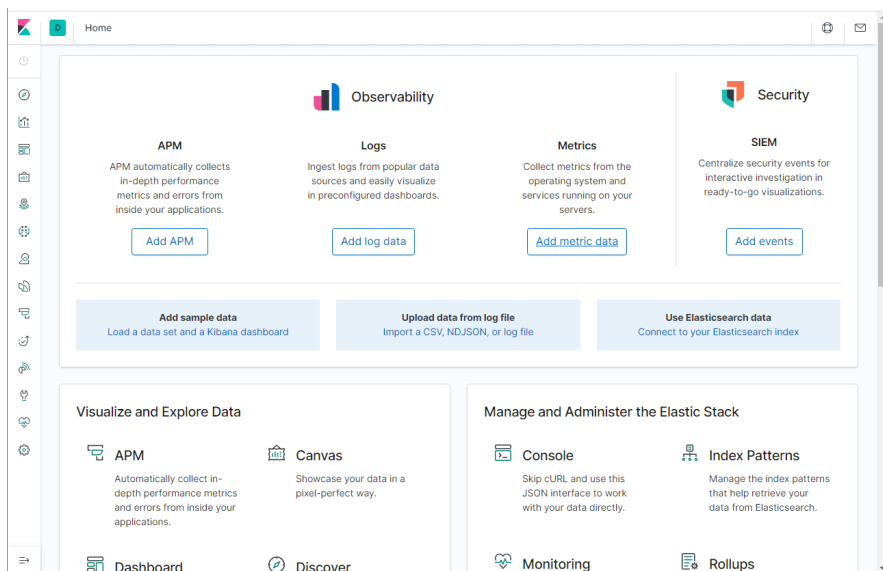 D Home
Observability
Security
APM
APM automatically collects
in-depth performance
metrics and errors from
inside your applications.
Add APM
Logs
Ingest logs from popular data
sources and easily visualize
in preconfigured dashboards.
Add log data
Metrics
Collect metrics from the
operating system and
services running on your
servers.
Add metric data
SIEM
Centralize security events for
interactive investigation in
ready-to-go visualizations.
Add events
Add sample data
Load a data set and a Kibana dashboard
Upload data from log file
Import a CSV, NDJSON, or log file
Use Elasticsearch data
Connect to your Elasticsearch index
Visualize and Explore Data
APM
Automatically collect in-
depth performance metrics
and errors from inside your
applications.
Canvas
Showcase your data in a
pixel-perfect way.
Dashboard
Discover
Manage and Administer the Elastic Stack
Console
Skip cURL and use this
JSON interface to work
with your data directly.
Index Patterns
Manage the index patterns
that help retrieve your
data from Elasticsearch.
Monitoring
Rollups